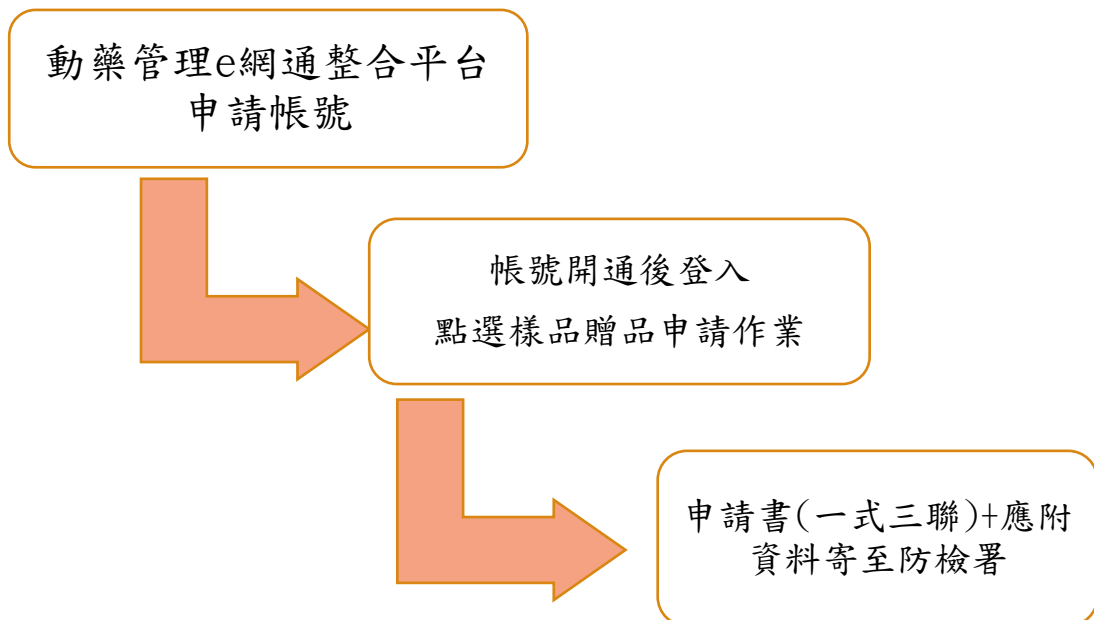 動藥管理e網通整合平台
申請帳號
帳號開通後登入
點選樣品贈品申請作業
申請書(一式三聯)+應附
資料寄至防檢署